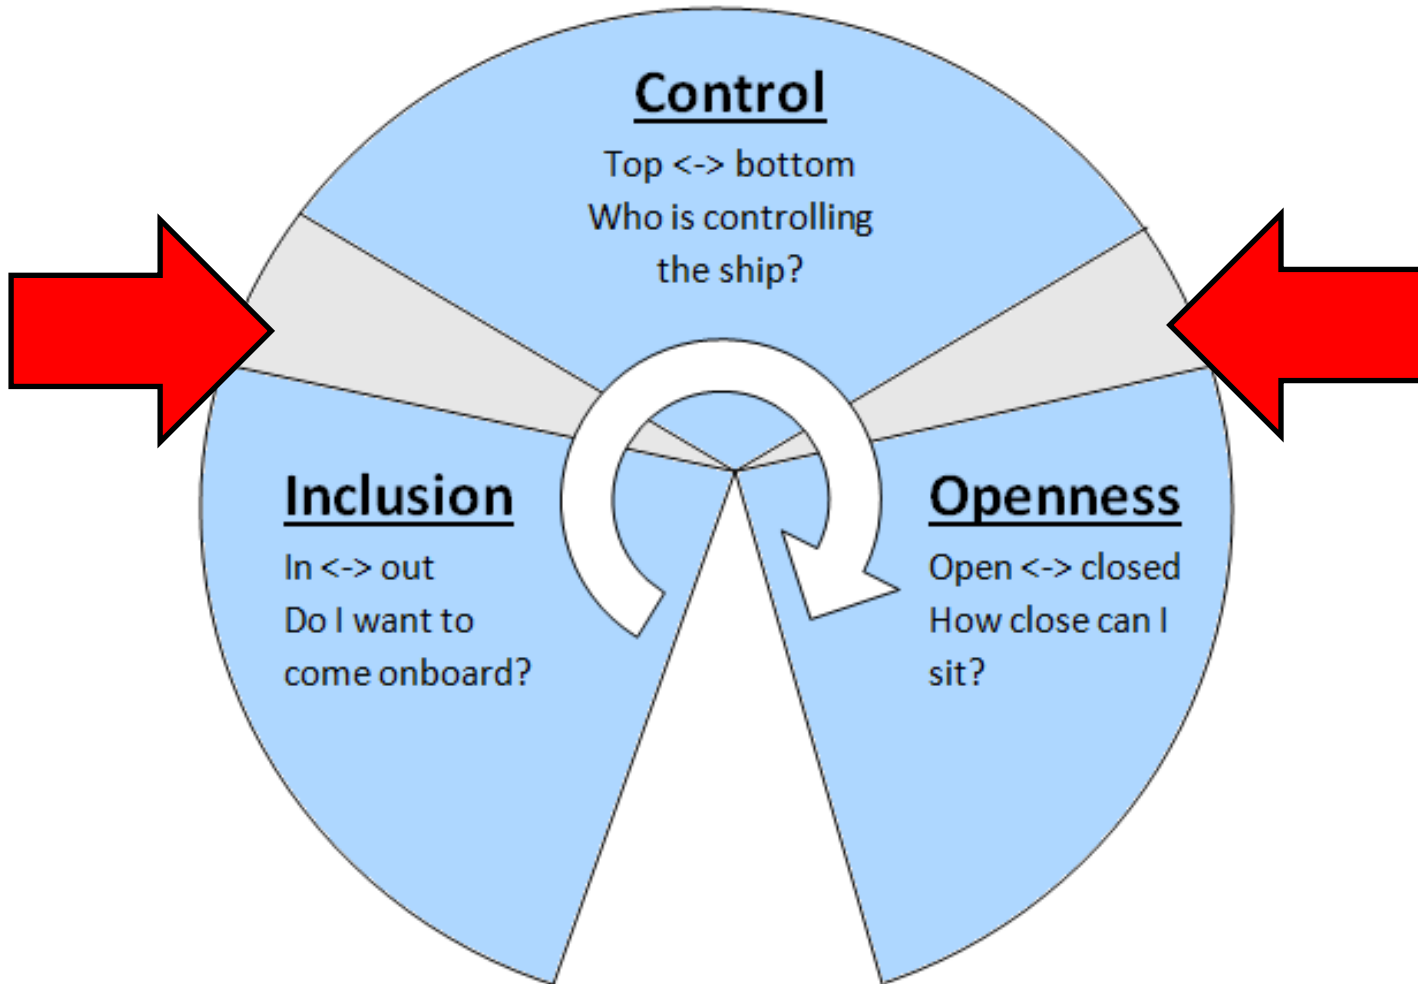 Control
Top <-> bottom
Who is controlling
the ship?
Inclusion
In <-> out
Do I want to
come onboard?
Openness
Open <-> closed
How close can I
sit?